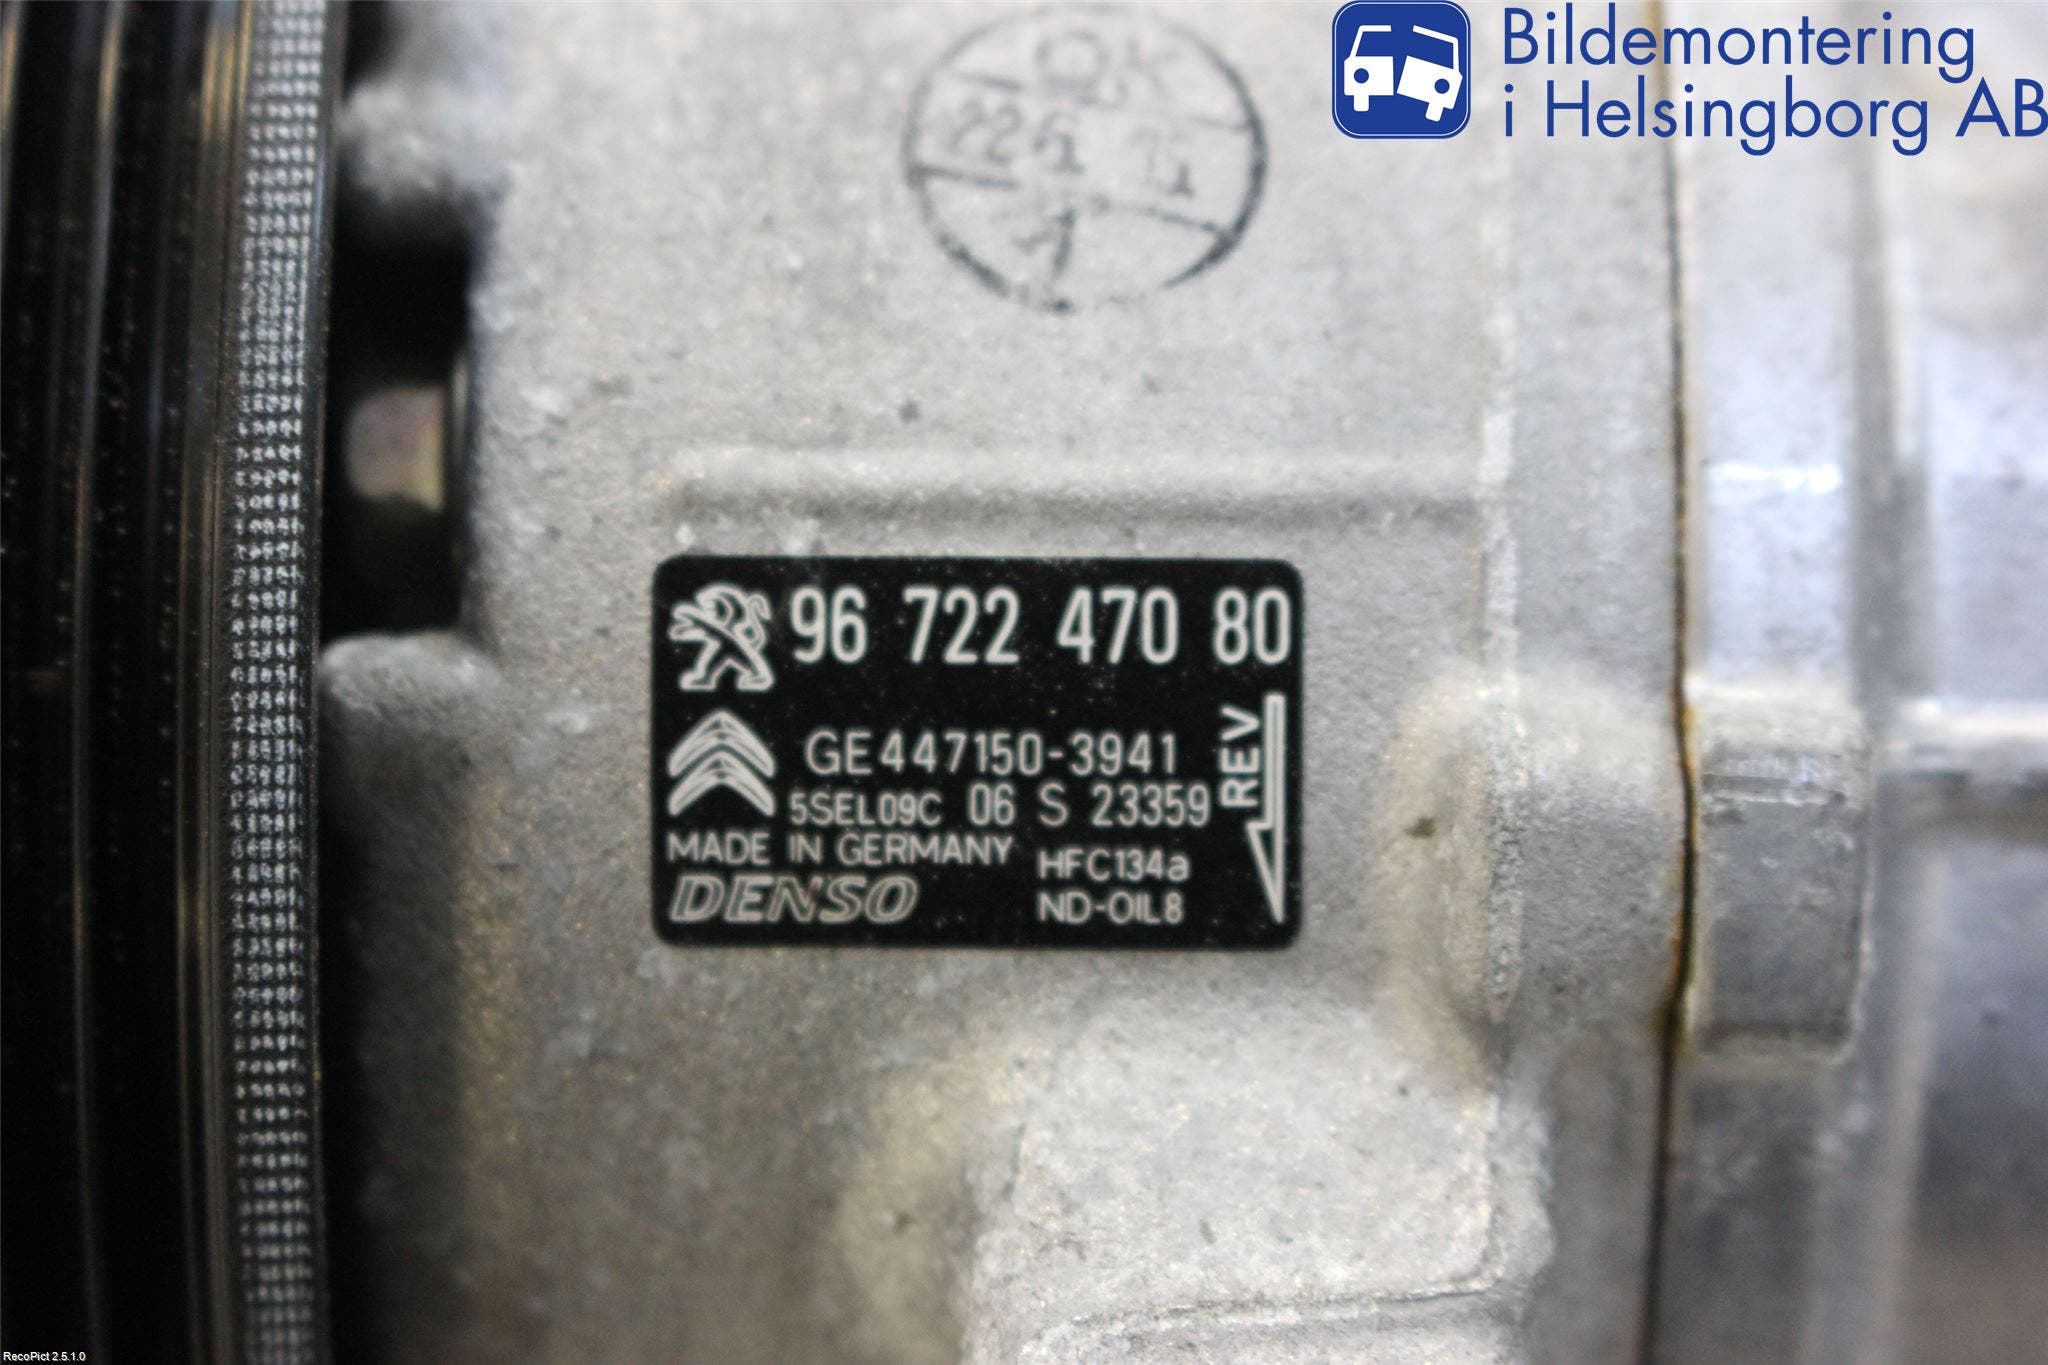 Bildemontering
i Helsingborg AB
96 722 470 80
GE447150-3941
5SEL09C 06 S 23359
REV
MADE IN GERMANY
HFC134a
DENSO
ND-OIL8
RecoPict 2.5.1.0